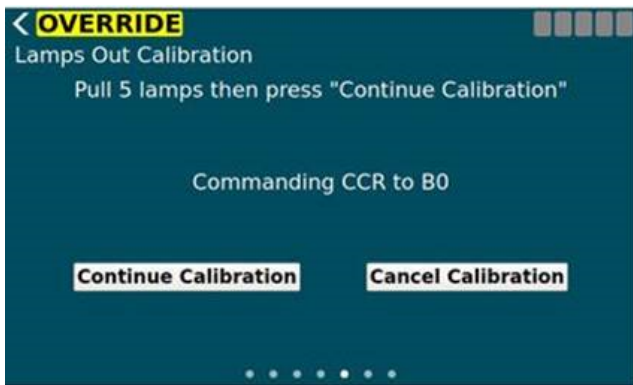 OVERRIDE
Lamps Out Calibration
Pull 5 lamps then press "Continue Calibration"
Commanding CCR to B0
Continue Calibration Cancel Calibration